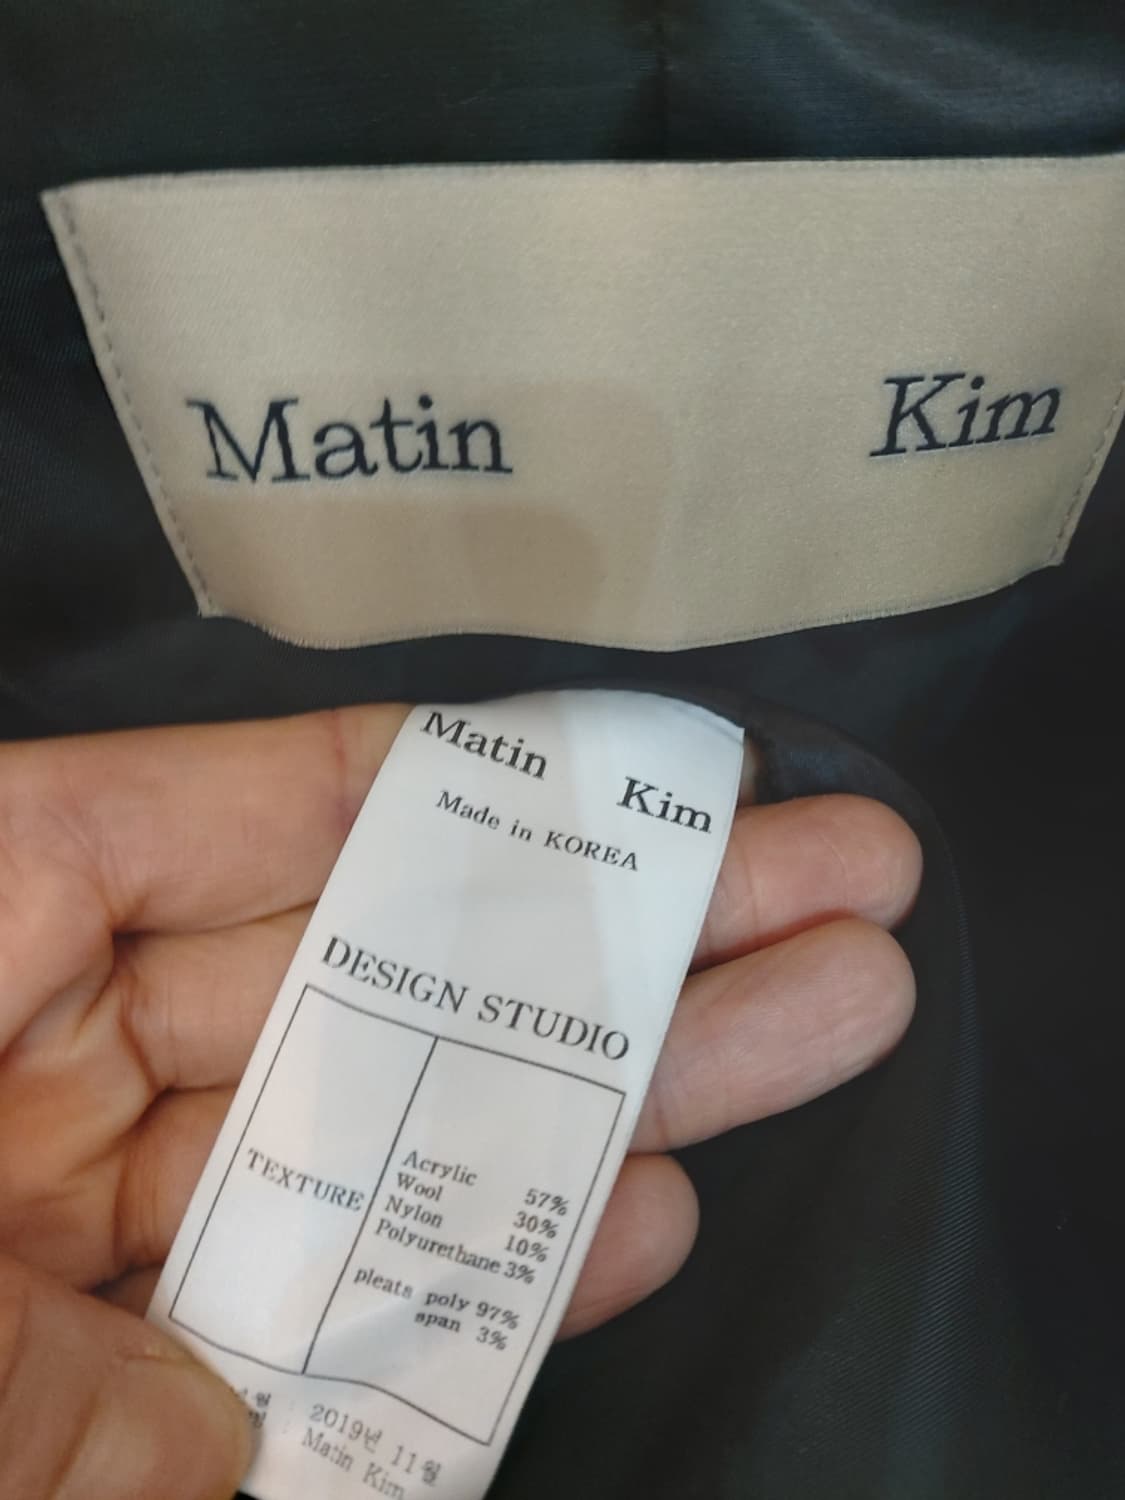 Matin Kim
Matin Kim
Made in KOREA
DESIGN STUDIO
TEXTURE
Acrylic 57%
Wool 30%
Nylon 10%
Polyurethane 3%
pleats poly 97%
span 3%
2019년 11월
Matin Kim